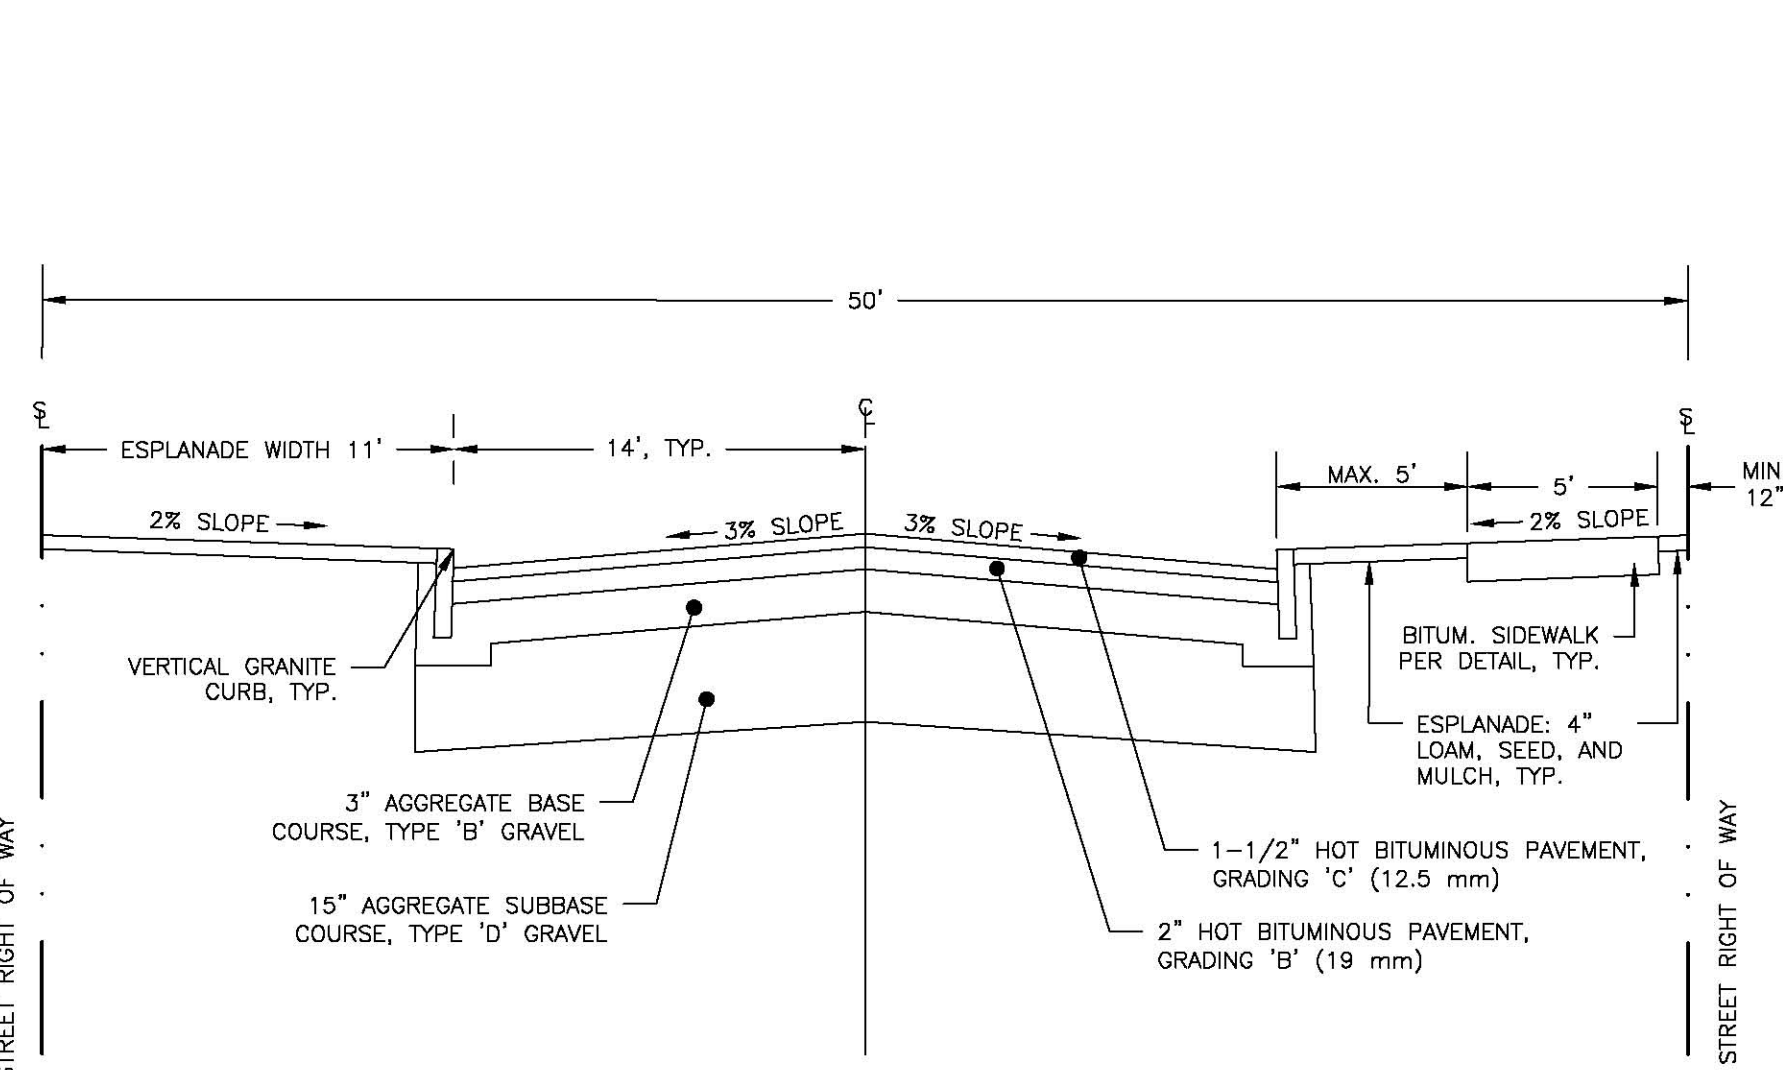 50'
ESPLANADE WIDTH 11'
14', TYP.
MAX. 5'
5'
MIN
12"
2% SLOPE
3% SLOPE
3% SLOPE
2% SLOPE
VERTICAL GRANITE
CURB, TYP.
BITUM. SIDEWALK
PER DETAIL, TYP.
ESPLANADE: 4"
LOAM, SEED, AND
MULCH, TYP.
3" AGGREGATE BASE
COURSE, TYPE 'B' GRAVEL
15" AGGREGATE SUBBASE
COURSE, TYPE 'D' GRAVEL
1-1/2" HOT BITUMINOUS PAVEMENT,
GRADING 'C' (12.5 mm)
2" HOT BITUMINOUS PAVEMENT,
GRADING 'B' (19 mm)
STREET RIGHT OF WAY
STREET RIGHT OF WAY